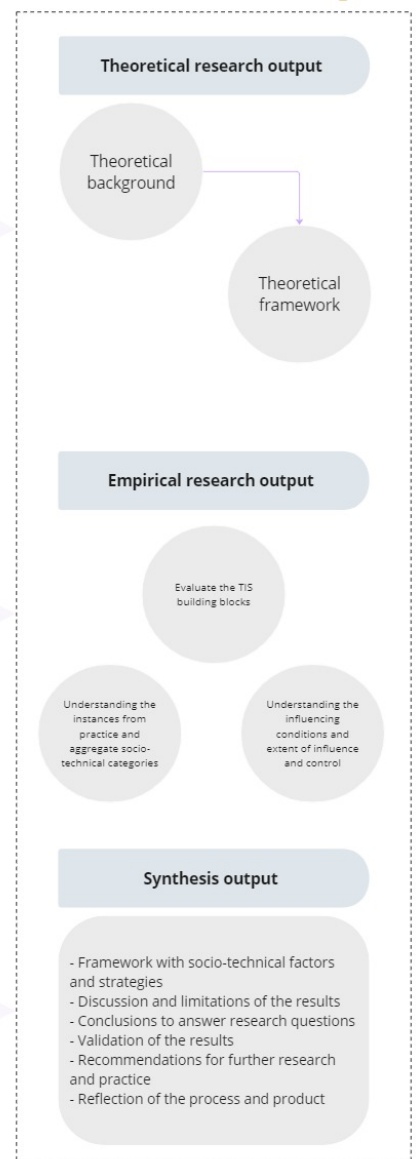 Theoretical research output
Theoretical
background
Theoretical
framework
Empirical research output
Evaluate the TIS
building blocks
Understanding the
instances from
practice and
aggregate socio-
technical categories
Understanding the
influencing
conditions and
extent of influence
and control
Synthesis output
- Framework with socio-technical factors
and strategies
- Discussion and limitations of the results
- Conclusions to answer research questions
- Validation of the results
- Recommendations for further research
and practice
- Reflection of the process and product